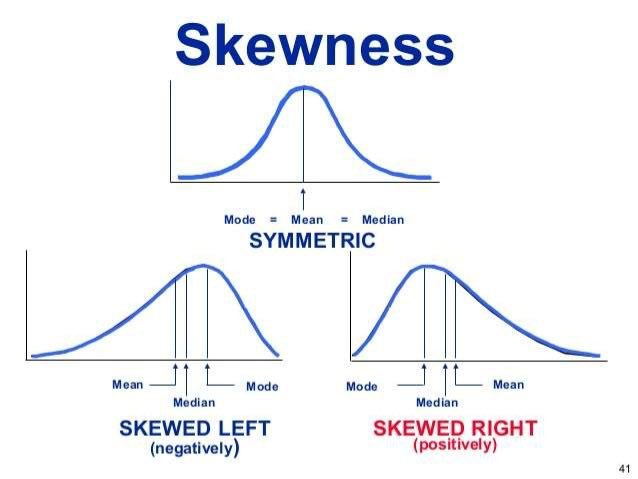 Skewness
Mode = Mean = Median
SYMMETRIC
Mean
Mode
Median
SKEWED LEFT
(negatively)
Mode
Mean
Median
SKEWED RIGHT
(positively)
41